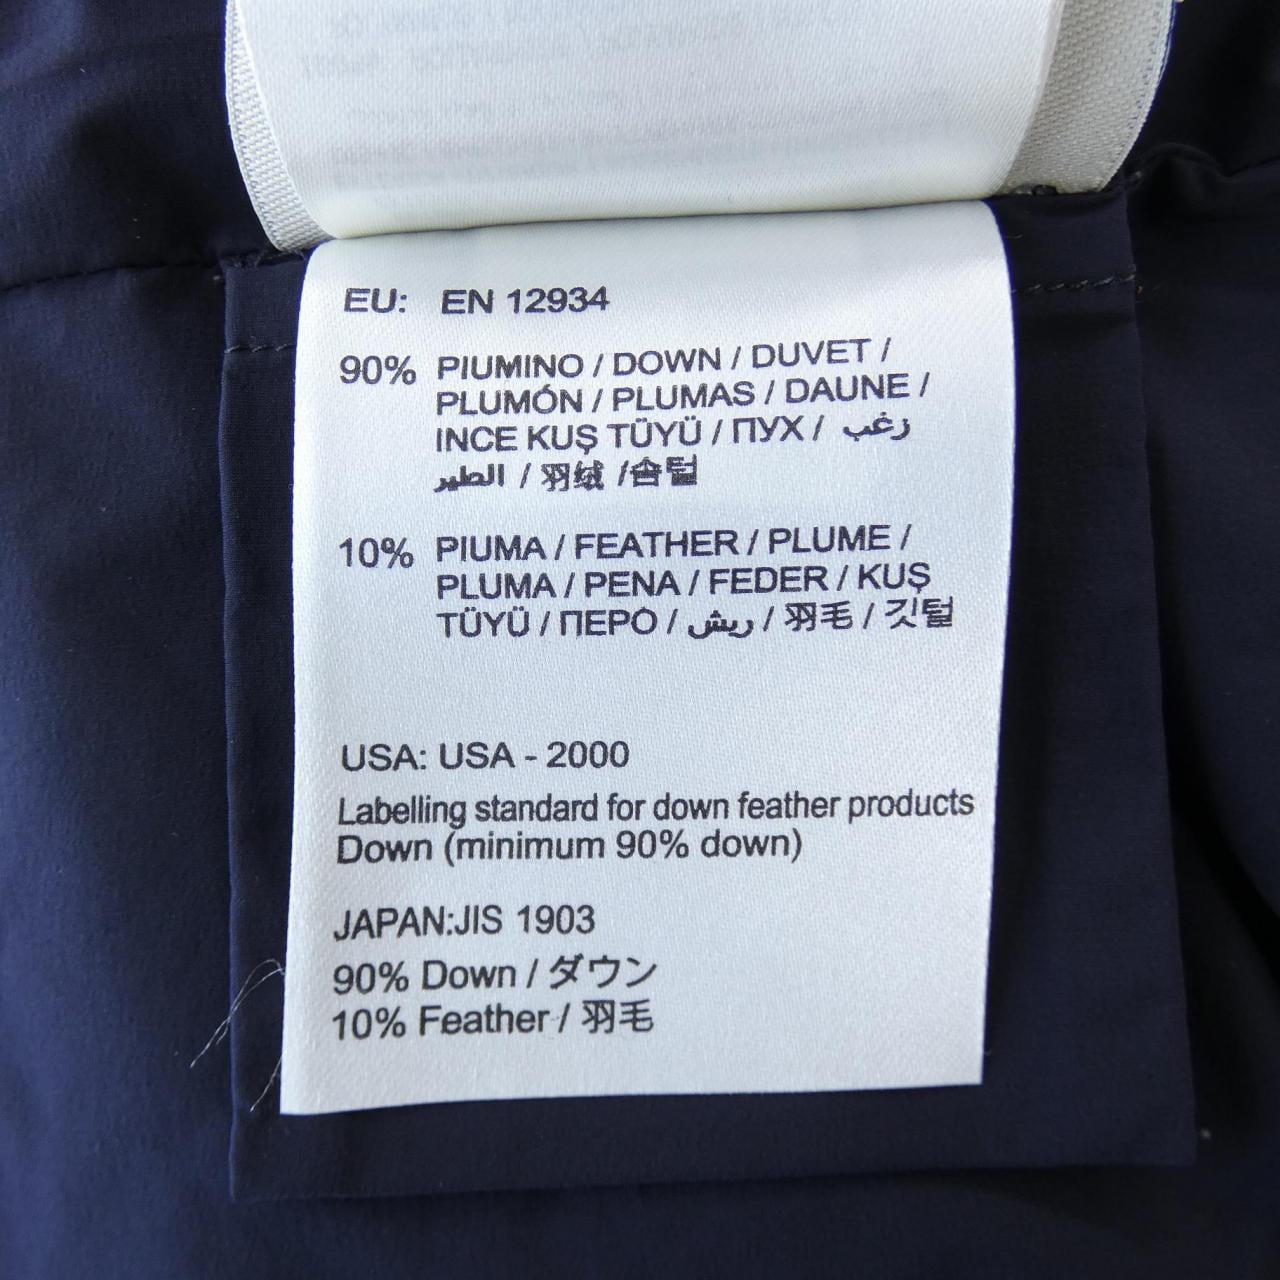 EU: EN 12934
90% PIUMINO / DOWN / DUVET /
PLUMÓN / PLUMAS / DAUNE /
INCE KUŞ TÜYÜ / ПУХ / زغب
الطير / 羽绒 /솜털
10% PIUMA / FEATHER / PLUME /
PLUMA / PENA / FEDER / KUŞ
TÜYÜ / ПЕРО / ريش / 羽毛 / 깃털
USA: USA - 2000
Labelling standard for down feather products
Down (minimum 90% down)
JAPAN:JIS 1903
90% Down / ダウン
10% Feather / 羽毛